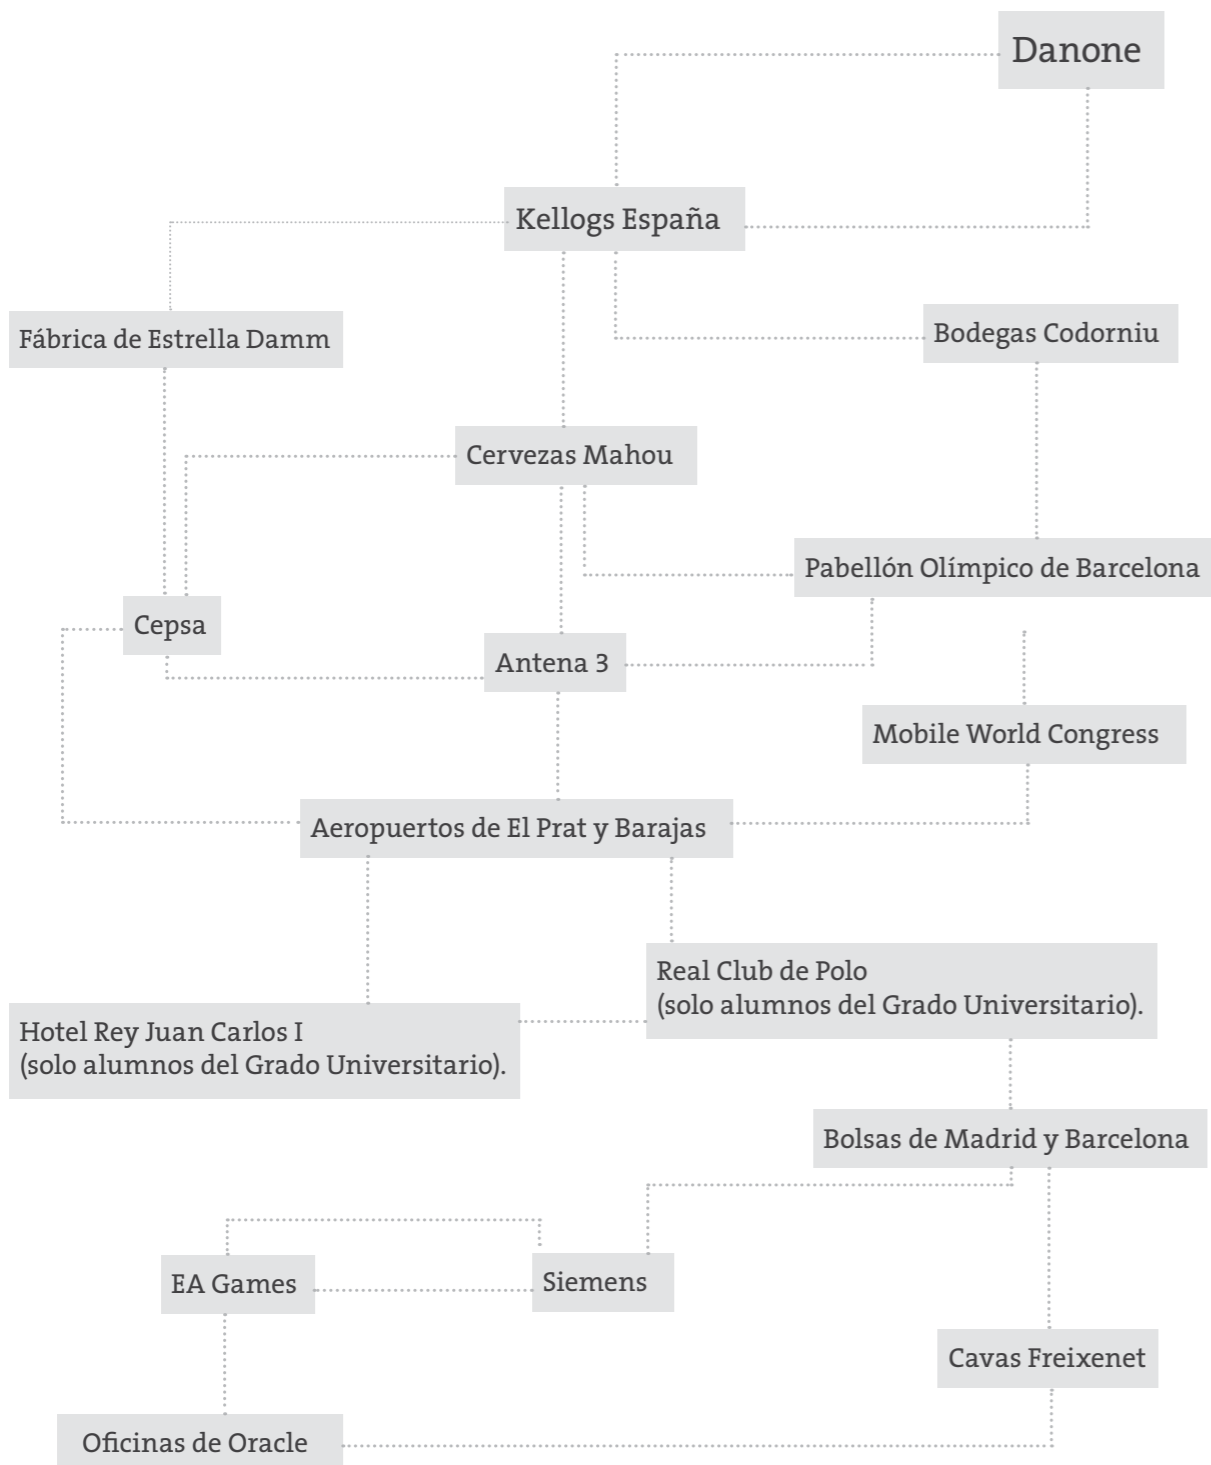 Danone
Kellogs España
Fábrica de Estrella Damm
Bodegas Codorniu
Cervezas Mahou
Pabellón Olímpico de Barcelona
Cepsa
Antena 3
Mobile World Congress
Aeropuertos de El Prat y Barajas
Real Club de Polo
(solo alumnos del Grado Universitario).
Hotel Rey Juan Carlos I
(solo alumnos del Grado Universitario).
Bolsas de Madrid y Barcelona
EA Games
Siemens
Cavas Freixenet
Oficinas de Oracle